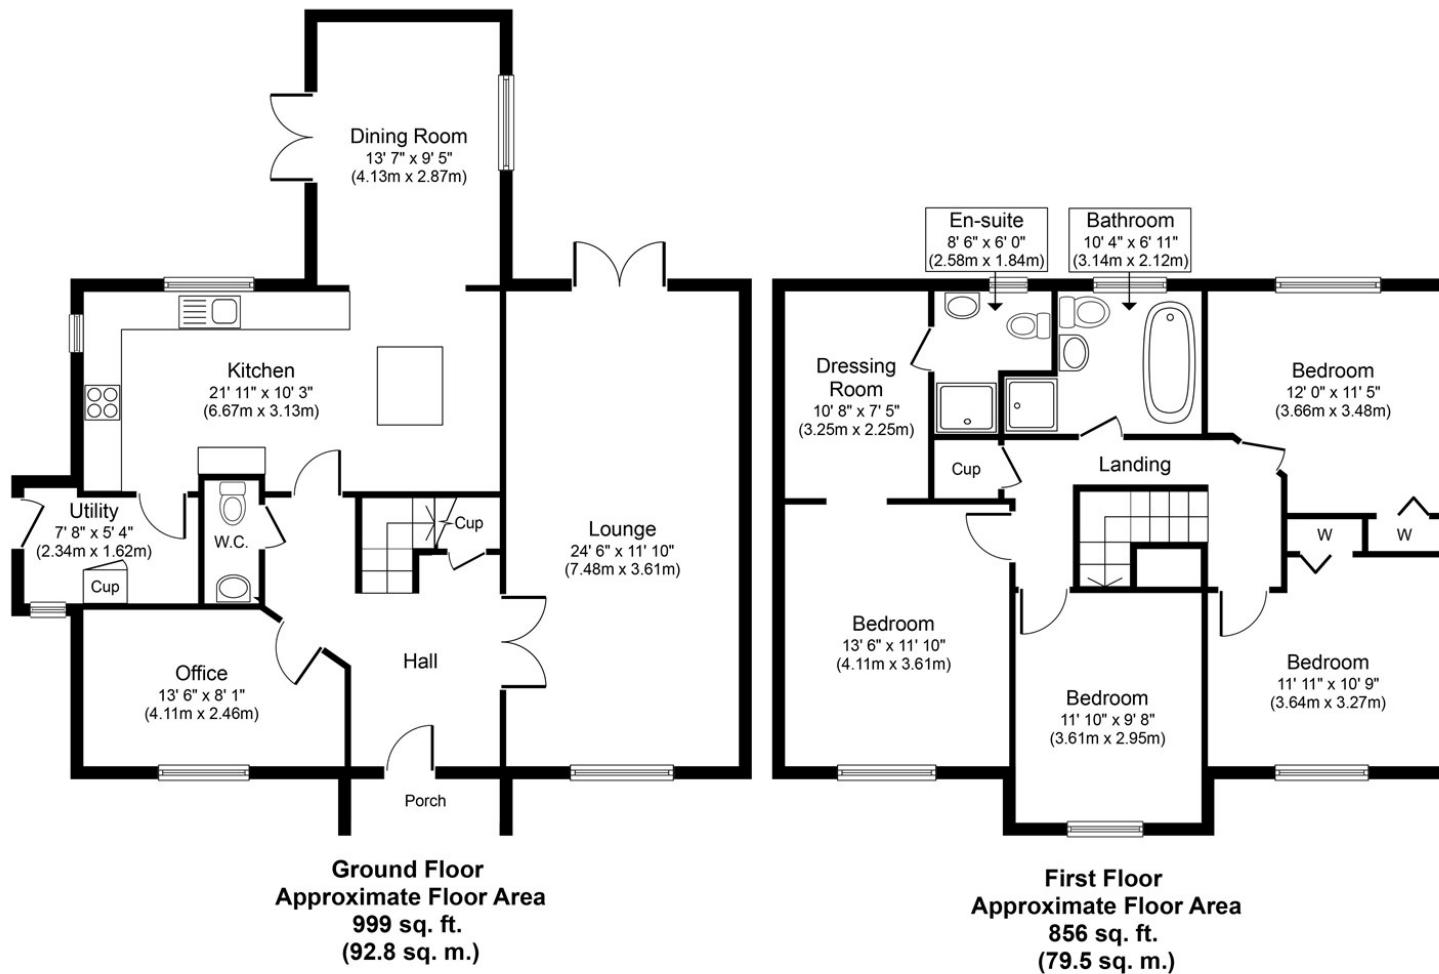 Dining Room
13' 7" x 9' 5"
(4.13m x 2.87m)
Kitchen
21' 11" x 10' 3"
(6.67m x 3.13m)
Utility
7' 8" x 5' 4"
(2.34m x 1.62m)
Cup
W.C.
Cup
Lounge
24' 6" x 11' 10"
(7.48m x 3.61m)
Office
13' 6" x 8' 1"
(4.11m x 2.46m)
Hall
Porch
Ground Floor
Approximate Floor Area
999 sq. ft.
(92.8 sq. m.)
En-suite
8' 6" x 6' 0"
(2.58m x 1.84m)
Bathroom
10' 4" x 6' 11"
(3.14m x 2.12m)
Dressing
Room
10' 8" x 7' 5"
(3.25m x 2.25m)
Bedroom
12' 0" x 11' 5"
(3.66m x 3.48m)
Cup
Landing
W
W
Bedroom
13' 6" x 11' 10"
(4.11m x 3.61m)
Bedroom
11' 10" x 9' 8"
(3.61m x 2.95m)
Bedroom
11' 11" x 10' 9"
(3.64m x 3.27m)
First Floor
Approximate Floor Area
856 sq. ft.
(79.5 sq. m.)